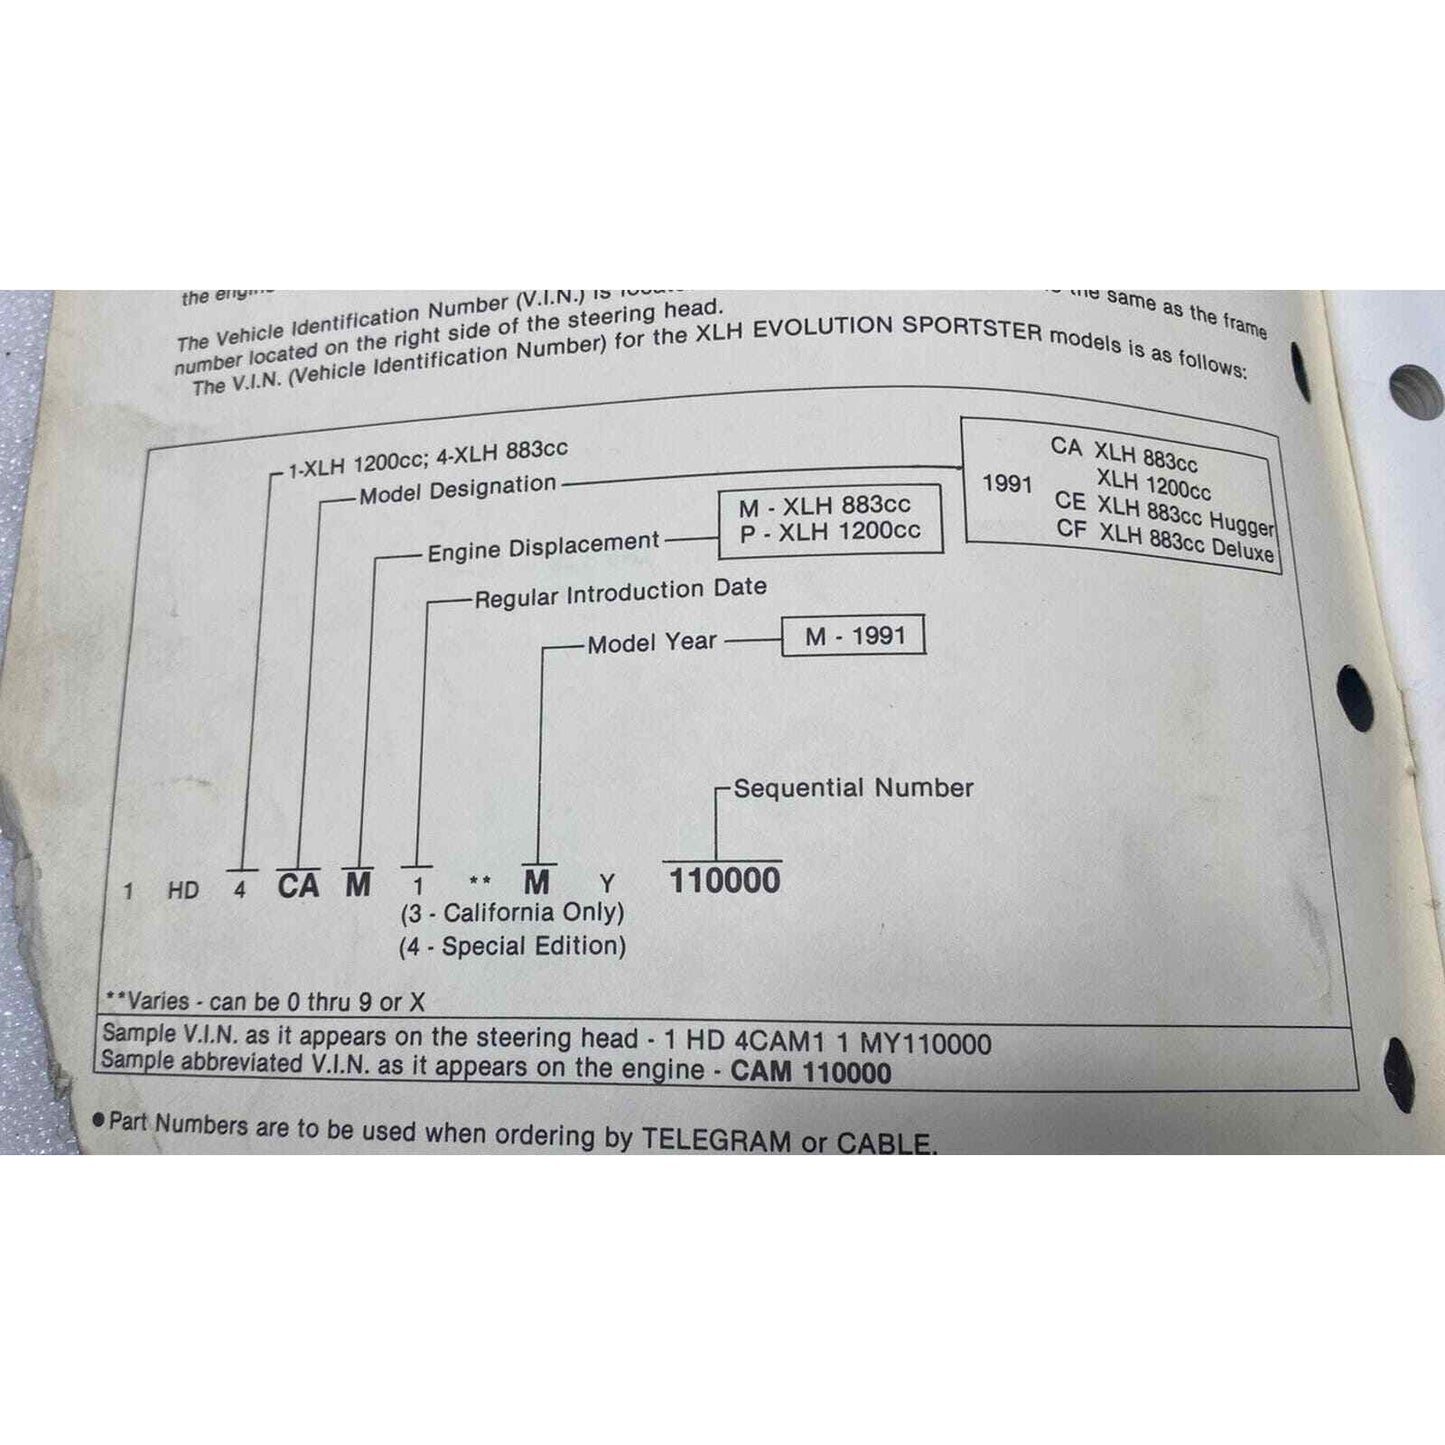 the
The Vehicle Identification Number (V.I.N.) is the same as the frame
number located on the right side of the steering head.
The V.I.N. (Vehicle Identification Number) for the XLH EVOLUTION SPORTSTER models is as follows:
1-XLH 1200cc; 4-XLH 883cc
Model Designation
1991
CA XLH 883cc
XLH 1200cc
CE XLH 883cc Hugger
CF XLH 883cc Deluxe
Engine Displacement
M - XLH 883cc
P - XLH 1200cc
Regular Introduction Date
Model Year
M - 1991
Sequential Number
1 HD 4 CA M 1 ** M Y 110000
(3 - California Only)
(4 - Special Edition)
**Varies - can be 0 thru 9 or X
Sample V.I.N. as it appears on the steering head - 1 HD 4CAM1 1 MY110000
Sample abbreviated V.I.N. as it appears on the engine - CAM 110000
●Part Numbers are to be used when ordering by TELEGRAM or CABLE.